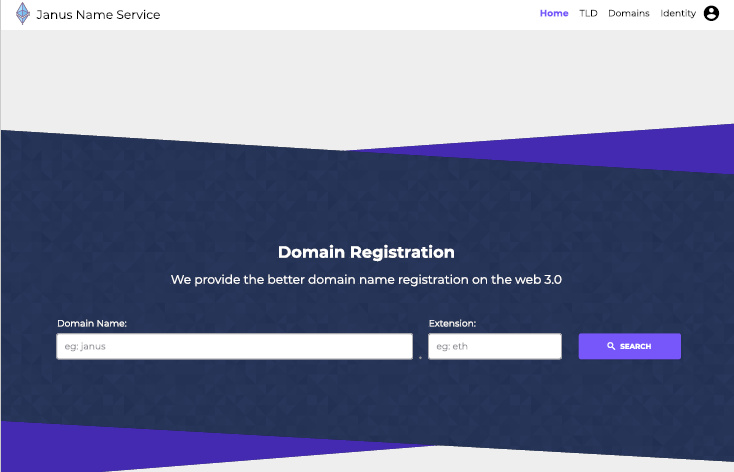 Janus Name Service
Home TLD Domains Identity
Domain Registration
We provide the better domain name registration on the web 3.0
Domain Name: Extension:
eg: janus . eg: eth SEARCH